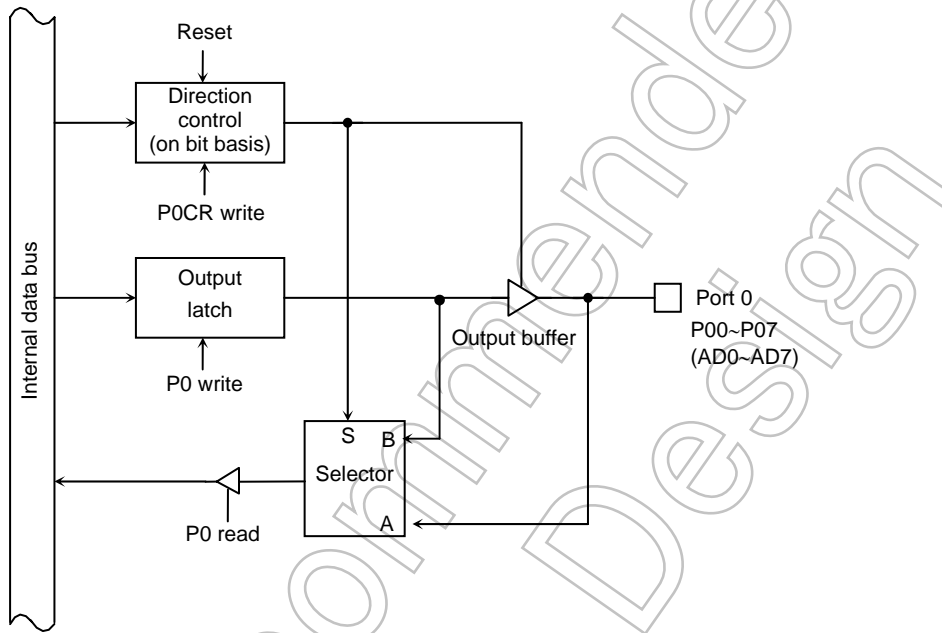 Reset
Direction
control
(on bit basis)
P0CR write
Internal data bus
Output
latch
P0 write
Output buffer
Port 0
P00~P07
(AD0~AD7)
S
B
Selector
A
P0 read
Design